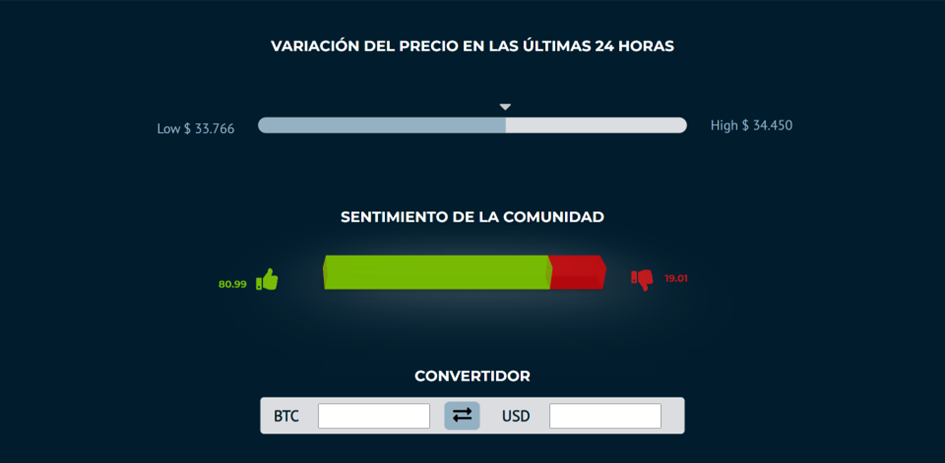 VARIACIÓN DEL PRECIO EN LAS ÚLTIMAS 24 HORAS
Low $ 33.766
High $ 34.450
SENTIMIENTO DE LA COMUNIDAD
80.99
19.01
CONVERTIDOR
BTC
USD